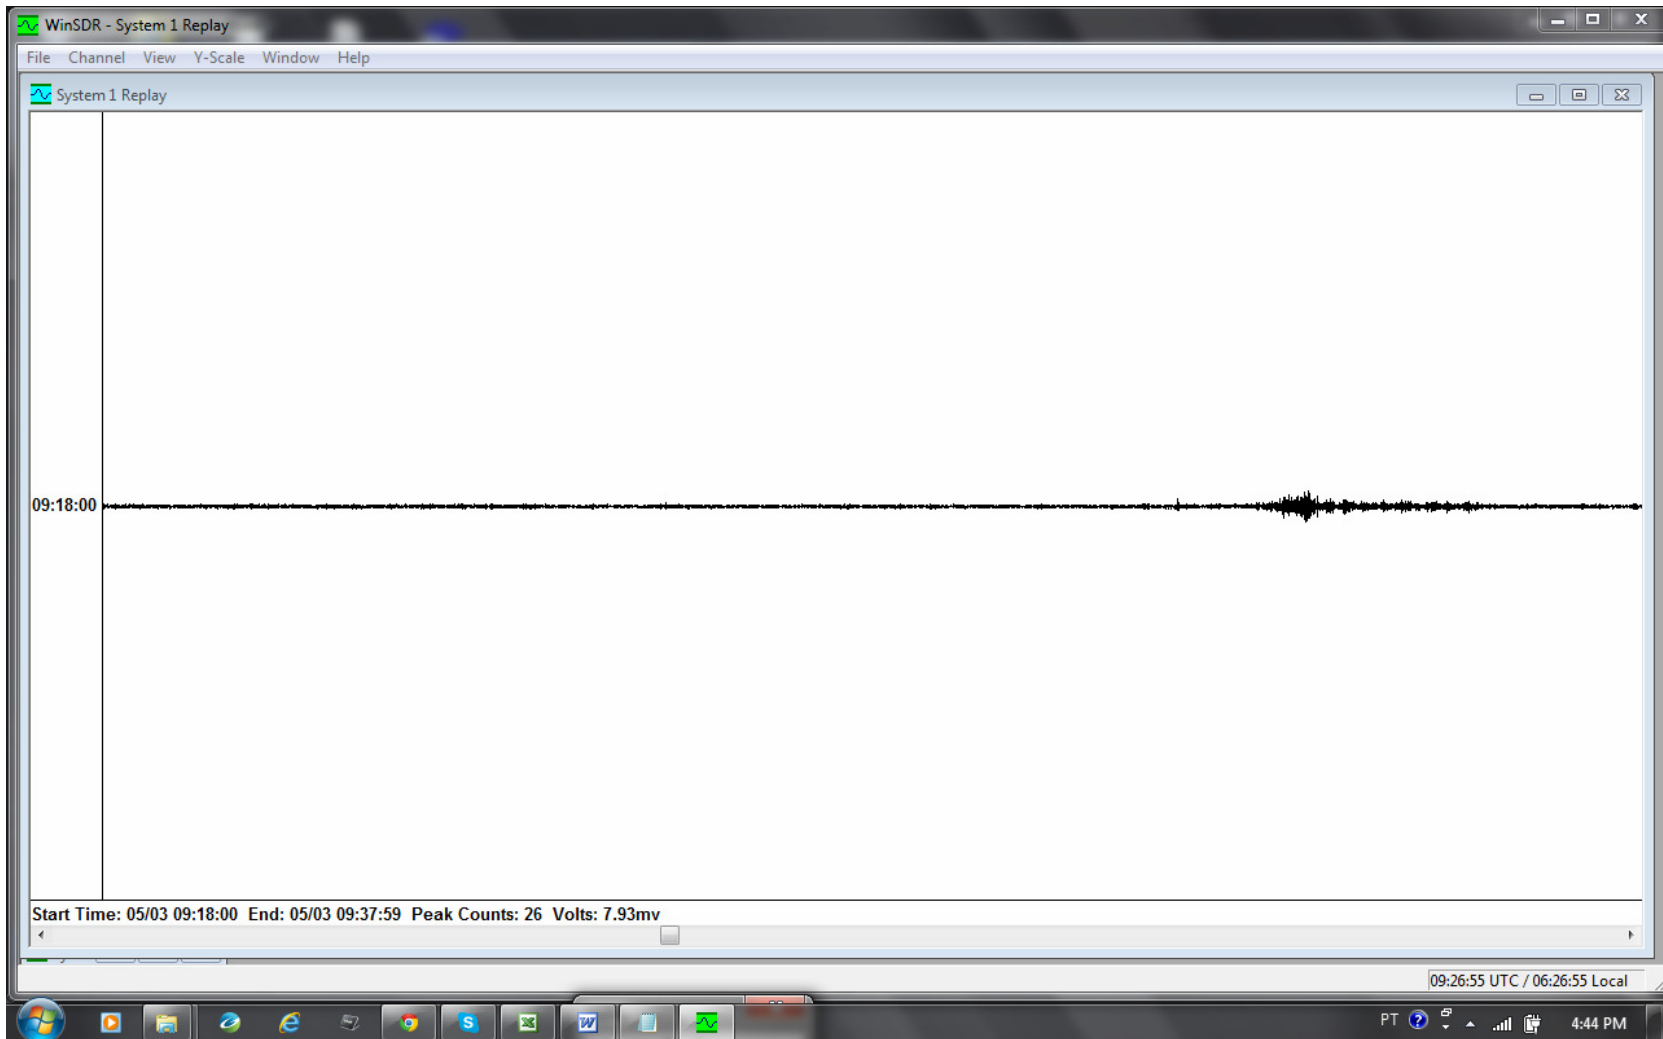 WinSDR - System 1 Replay
File Channel View Y-Scale Window Help
System 1 Replay
09:18:00
Start Time: 05/03 09:18:00 End: 05/03 09:37:59 Peak Counts: 26 Volts: 7.93mv
09:26:55 UTC / 06:26:55 Local
PT
4:44 PM